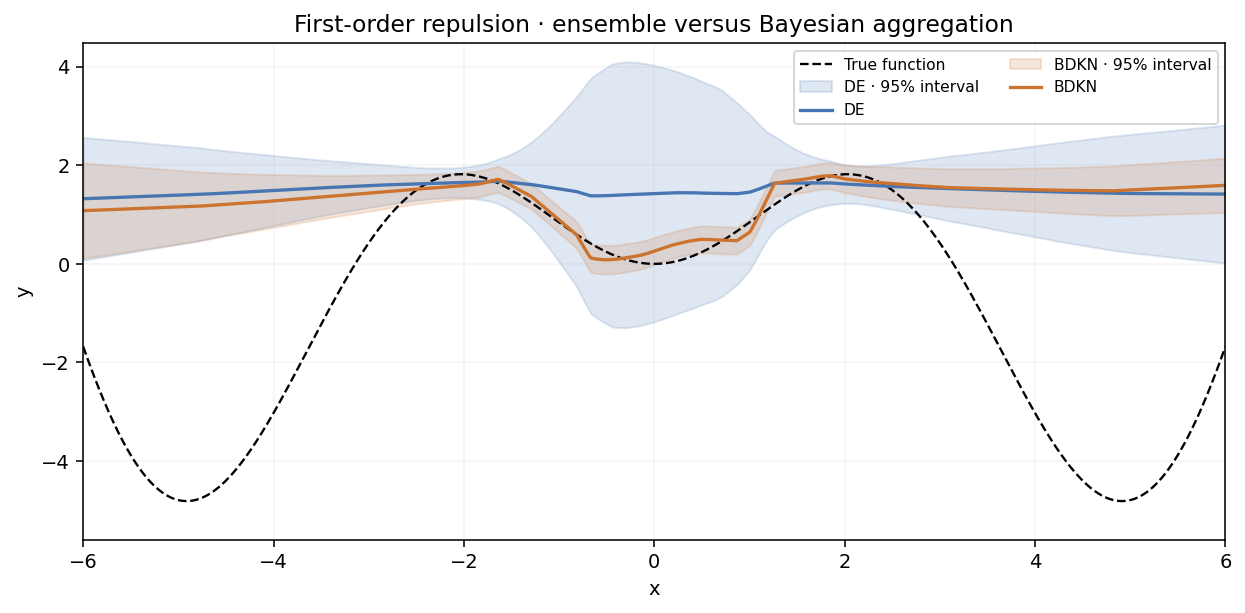 First-order repulsion · ensemble versus Bayesian aggregation
True function
DE · 95% interval
DE
BDKN · 95% interval
BDKN
y
4
2
0
−2
−4
−6
−4
−2
0
2
4
6
x